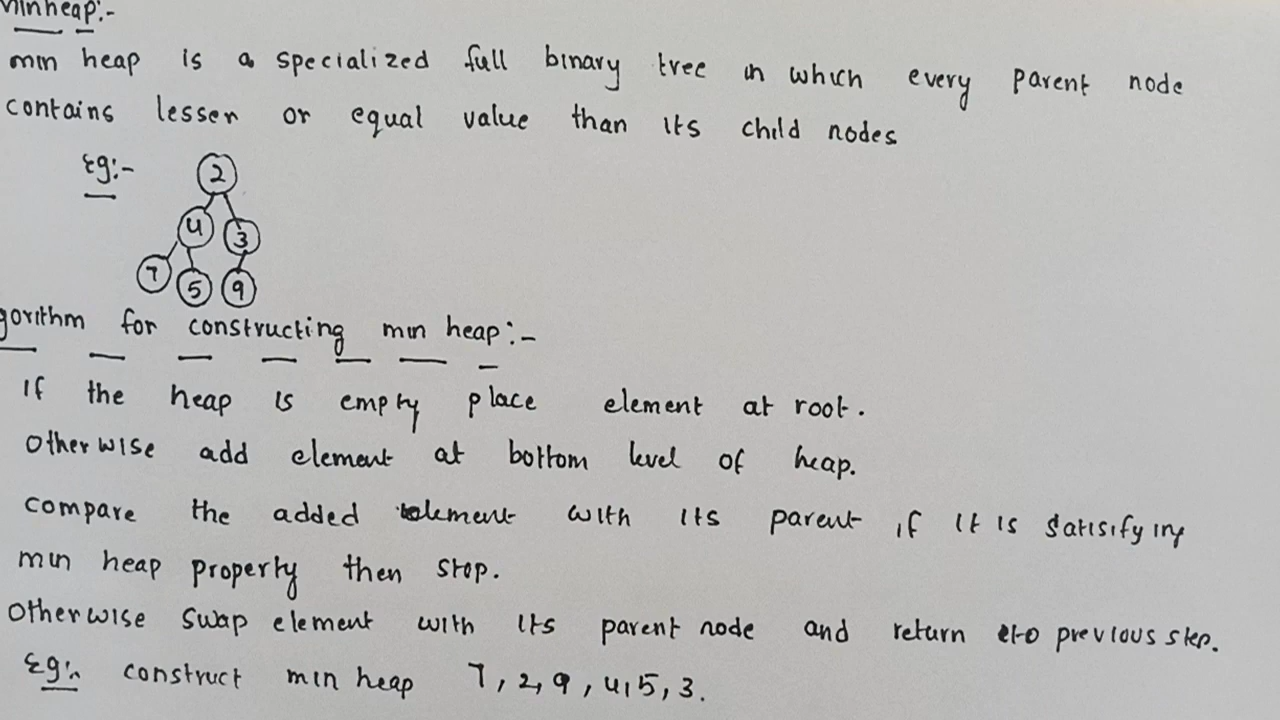 Minheap:-
min heap is a specialized full binary tree in which every parent node
contains lesser or equal value than its child nodes
Eg:-
2
4 3
7 5 9
gorithm for constructing min heap:-
If the heap is empty place element at root.
Otherwise add element at bottom level of heap.
compare the added element with its parent if it is satisifying
min heap property then stop.
Otherwise swap element with its parent node and return to previous step.
Eg:- construct min heap 7, 2, 9, 4, 5, 3.